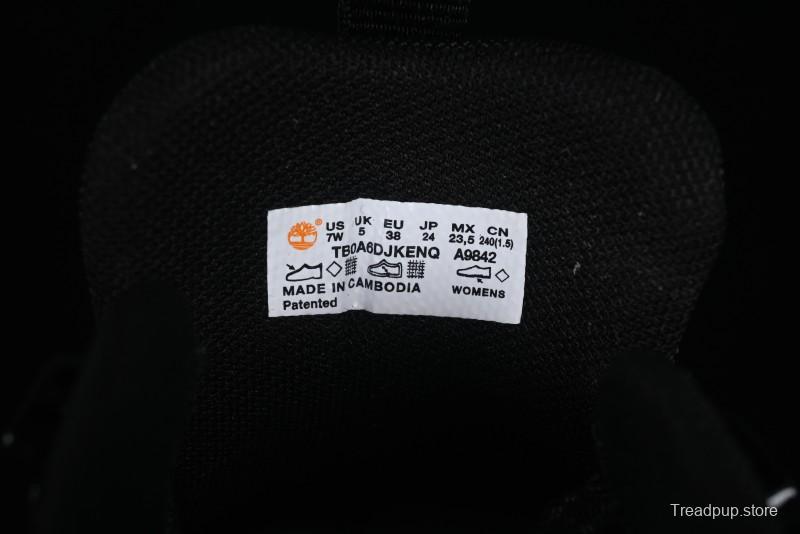 ® US UK EU JP MX CN
7W 5 38 24 23,5 240(1.5)
TB0A6DJKENQ A9842
MADE IN CAMBODIA WOMENS
Patented
Treadpup.store